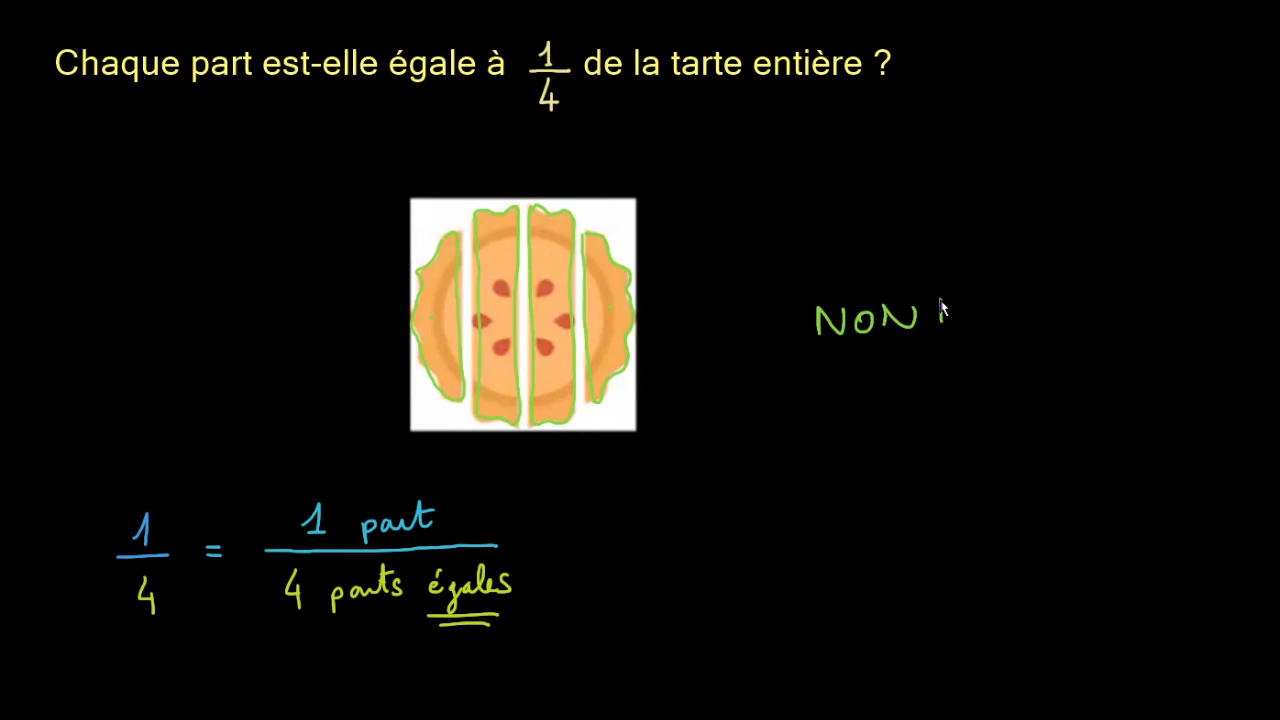 Chaque part est-elle égale à 1/4 de la tarte entière ?
NON
1/4 = 1 part / 4 parts égales